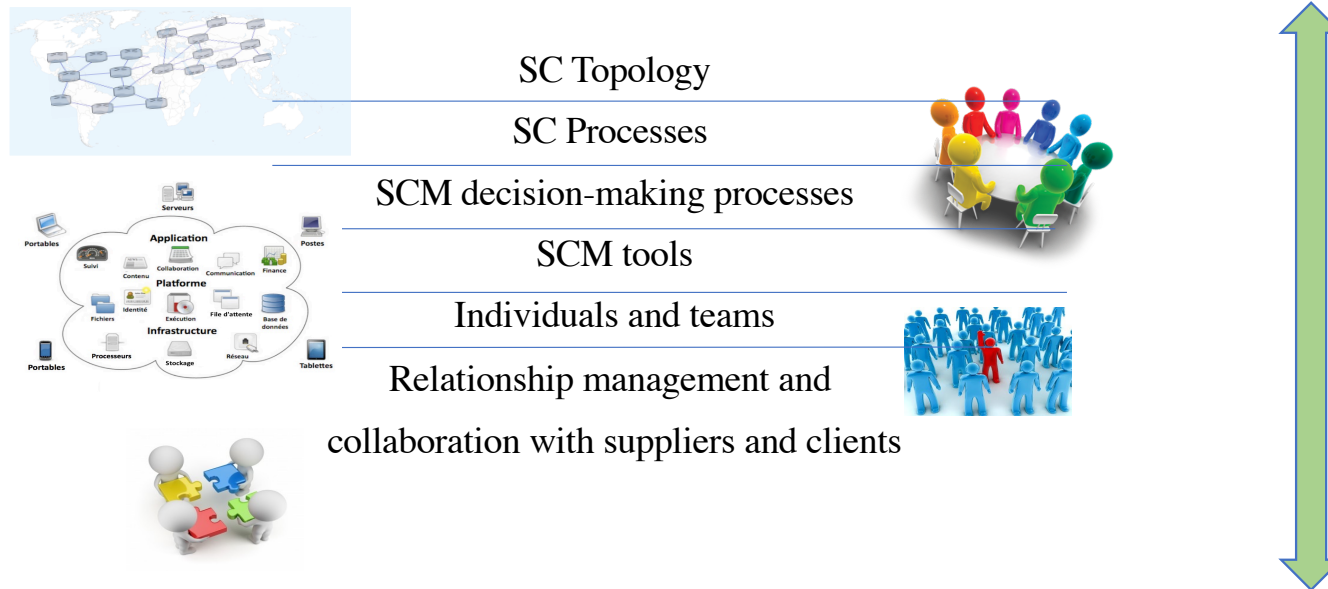 SC Topology
SC Processes
SCM decision-making processes
SCM tools
Individuals and teams
Relationship management and
collaboration with suppliers and clients
Serveurs
Portables
Postes
Application
Suivi
Contenu
Collaboration
Communication
Finance
Platforme
Fichiers
Identité
Exécution
File d'attente
Base de
données
Infrastructure
Processeurs
Stockage
Réseau
Portables
Tablettes